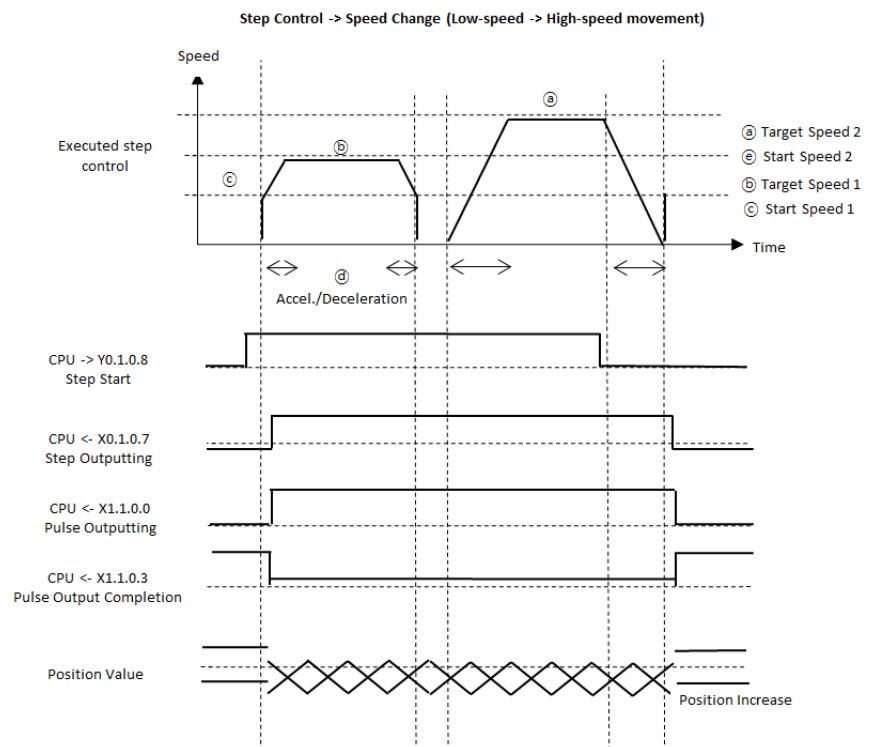 Step Control -> Speed Change (Low-speed -> High-speed movement)
Speed
ⓐ
Executed step
control
ⓑ
ⓒ
ⓐ Target Speed 2
ⓔ Start Speed 2
ⓑ Target Speed 1
ⓒ Start Speed 1
Time
ⓓ
Accel./Deceleration
CPU -> Y0.1.0.8
Step Start
CPU <- X0.1.0.7
Step Outputting
CPU <- X1.1.0.0
Pulse Outputting
CPU <- X1.1.0.3
Pulse Output Completion
Position Value
Position Increase